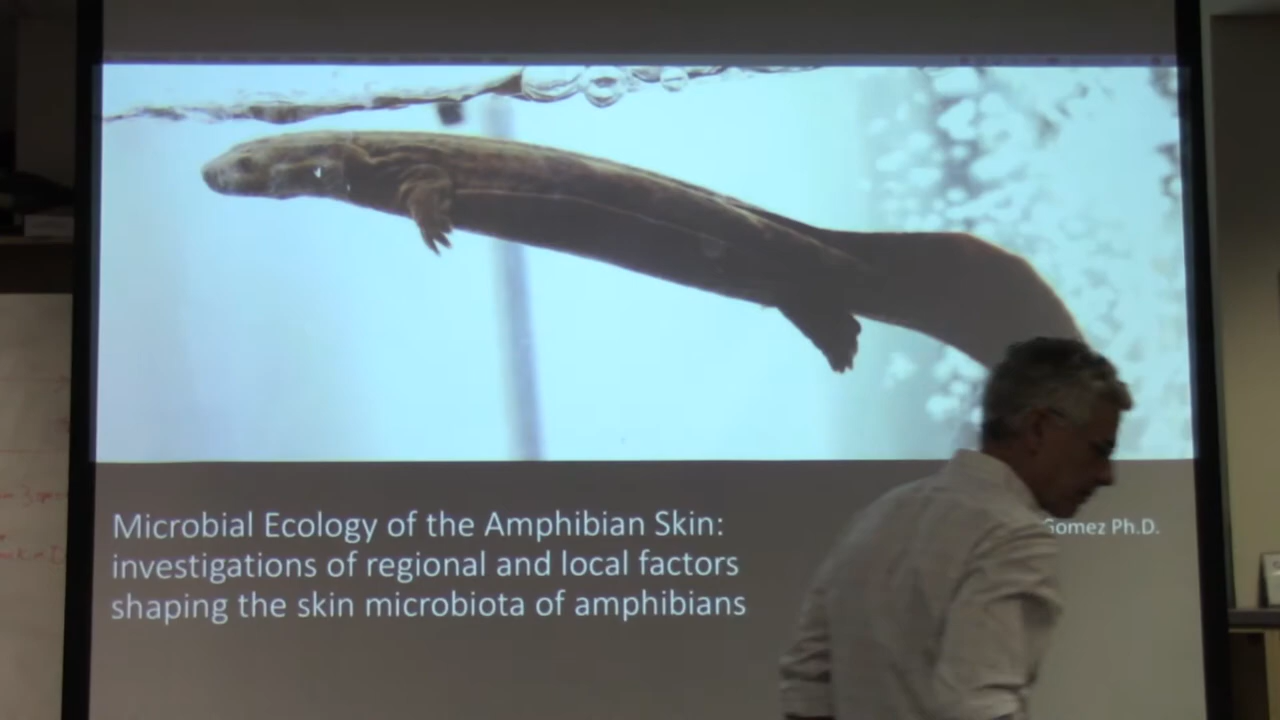 Microbial Ecology of the Amphibian Skin:
investigations of regional and local factors
shaping the skin microbiota of amphibians
Gomez Ph.D.